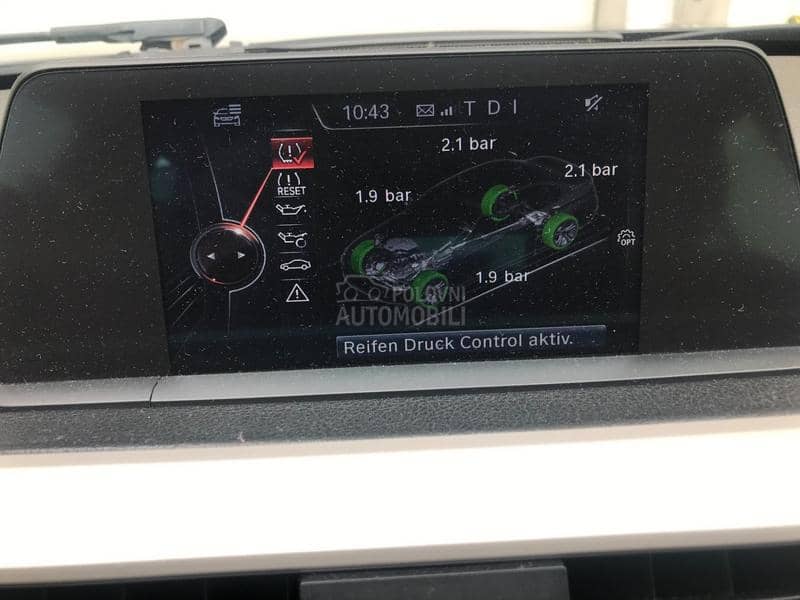 10:43 T D I
2.1 bar
2.1 bar
1.9 bar
RESET
OPT
1.9 bar
POLOVNI
AUTOMOBILI
Reifen Druck Control aktiv.